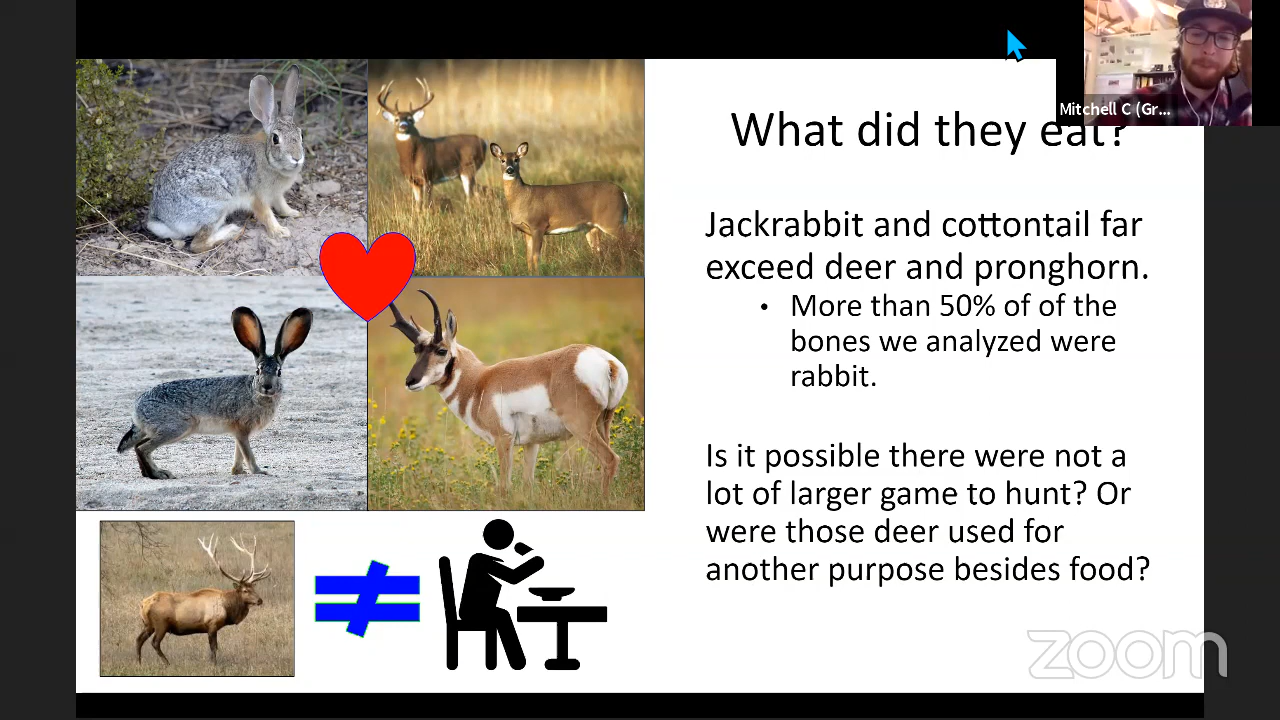 Mitchell C (Gr...
What did they eat?
Jackrabbit and cottontail far
exceed deer and pronghorn.
• More than 50% of of the
bones we analyzed were
rabbit.
Is it possible there were not a
lot of larger game to hunt? Or
were those deer used for
another purpose besides food?
zoom